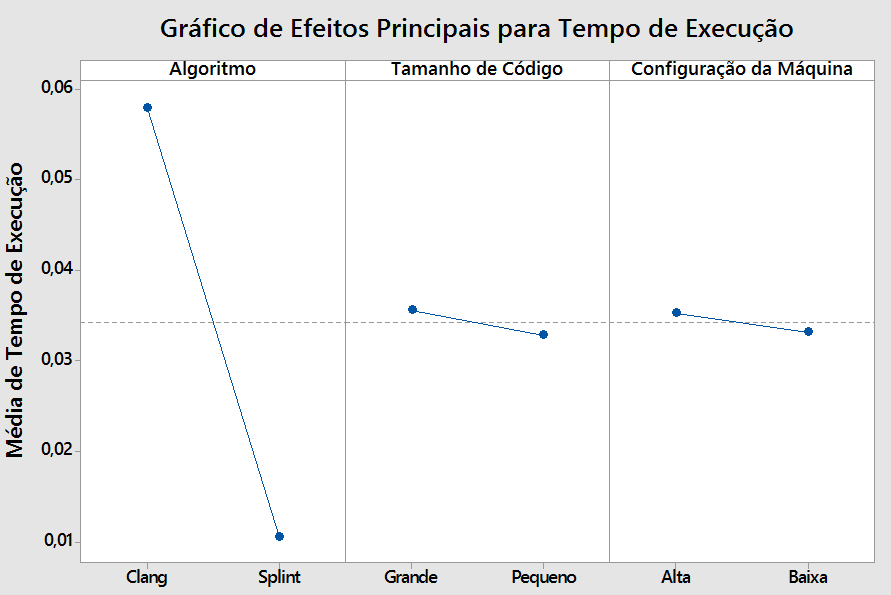 Gráfico de Efeitos Principais para Tempo de Execução
Algoritmo
Tamanho de Código
Configuração da Máquina
Média de Tempo de Execução
0,06
0,05
0,04
0,03
0,02
0,01
Clang
Splint
Grande
Pequeno
Alta
Baixa